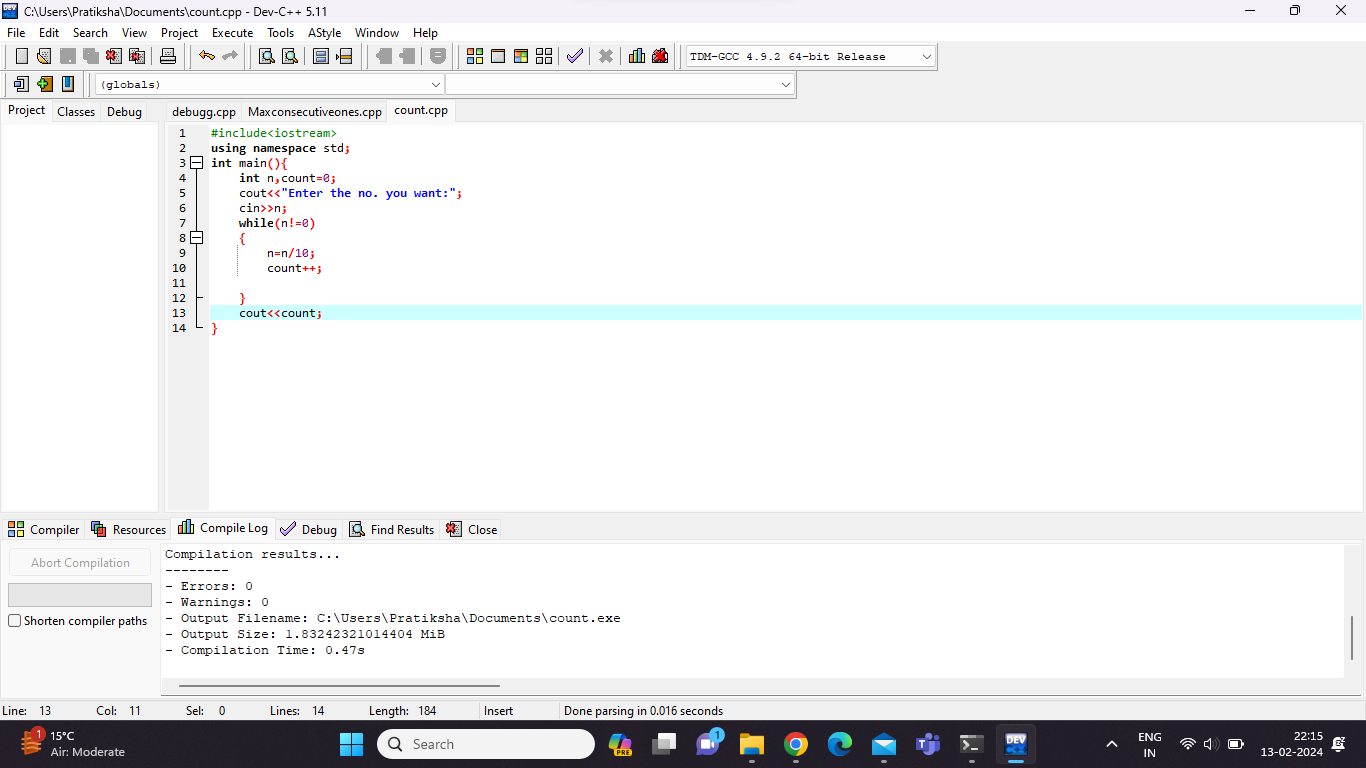 C:\Users\Pratiksha\Documents\count.cpp - Dev-C++ 5.11
File Edit Search View Project Execute Tools AStyle Window Help
TDM-GCC 4.9.2 64-bit Release
(globals)
Project Classes Debug debugg.cpp Maxconsecutiveones.cpp count.cpp
1 #include<iostream>
2 using namespace std;
3 int main(){
4 int n,count=0;
5 cout<<"Enter the no. you want:";
6 cin>>n;
7 while(n!=0)
8 {
9 n=n/10;
10 count++;
11
12 }
13 cout<<count;
14 }
Compiler Resources Compile Log Debug Find Results Close
Abort Compilation
Shorten compiler paths
Compilation results...
--------
- Errors: 0
- Warnings: 0
- Output Filename: C:\Users\Pratiksha\Documents\count.exe
- Output Size: 1.83242321014404 MiB
- Compilation Time: 0.47s
Line: 13 Col: 11 Sel: 0 Lines: 14 Length: 184 Insert Done parsing in 0.016 seconds
1
15°C
Air: Moderate
Search
PRE
1
DEV
ENG
IN
22:15
13-02-2024